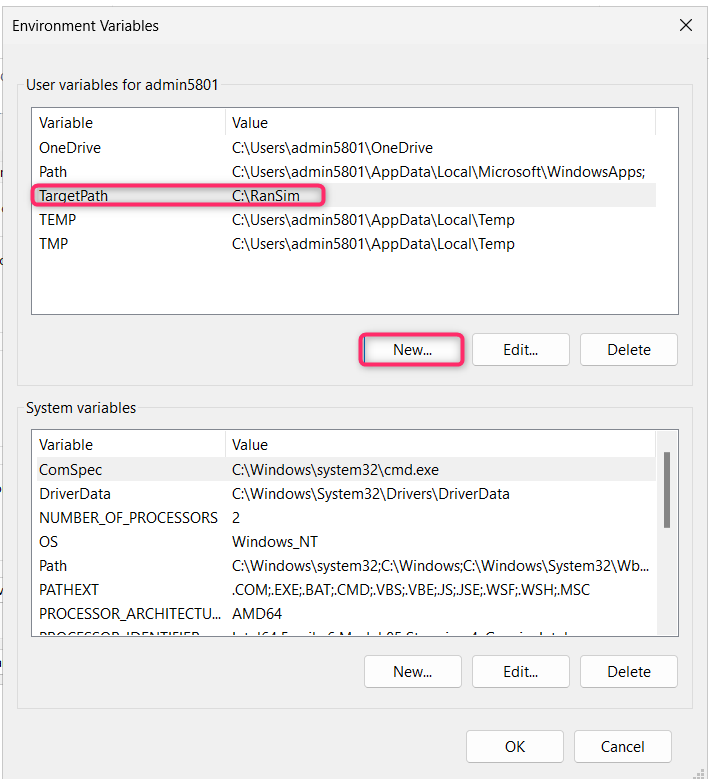 Environment Variables
User variables for admin5801
Variable Value
OneDrive C:\Users\admin5801\OneDrive
Path C:\Users\admin5801\AppData\Local\Microsoft\WindowsApps;
TargetPath C:\RanSim
TEMP C:\Users\admin5801\AppData\Local\Temp
TMP C:\Users\admin5801\AppData\Local\Temp
New... Edit... Delete
System variables
Variable Value
ComSpec C:\Windows\system32\cmd.exe
DriverData C:\Windows\System32\Drivers\DriverData
NUMBER_OF_PROCESSORS 2
OS Windows_NT
Path C:\Windows\system32;C:\Windows;C:\Windows\System32\Wb...
PATHEXT .COM;.EXE;.BAT;.CMD;.VBS;.VBE;.JS;.JSE;.WSF;.WSH;.MSC
PROCESSOR_ARCHITECTU... AMD64
New... Edit... Delete
OK Cancel